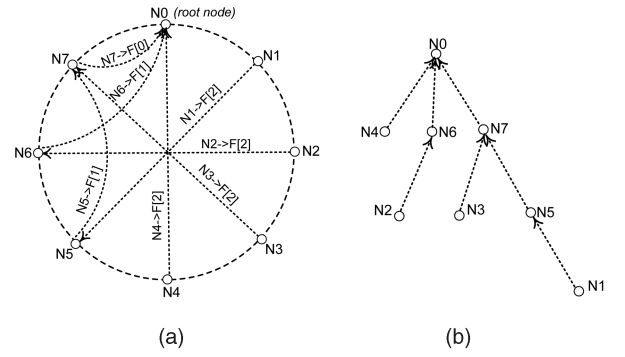 N0 (root node)
N7
N7->F[0]
N1
N6->F[1]
N1->F[2]
N6
N2->F[2]
N2
N5->F[1]
N3->F[2]
N4->F[2]
N5
N3
N4
(a)
N0
N4
N6
N7
N2
N3
N5
N1
(b)